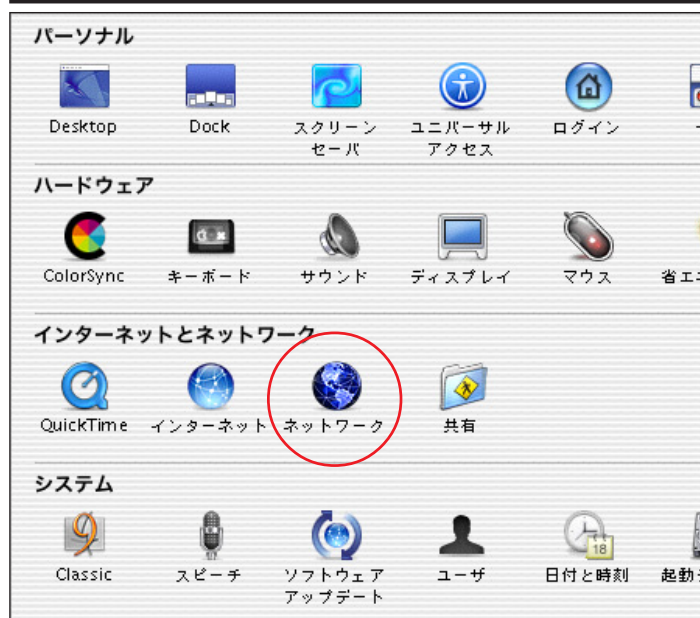 パーソナル
Desktop Dock スクリーン ユニバーサル ログイン
セーバ アクセス
ハードウェア
ColorSync キーボード サウンド ディスプレイ マウス 省エ
インターネットとネットワーク
QuickTime インターネット ネットワーク 共有
システム
18
Classic スピーチ ソフトウェア ユーザ 日付と時刻 起動
アップデート